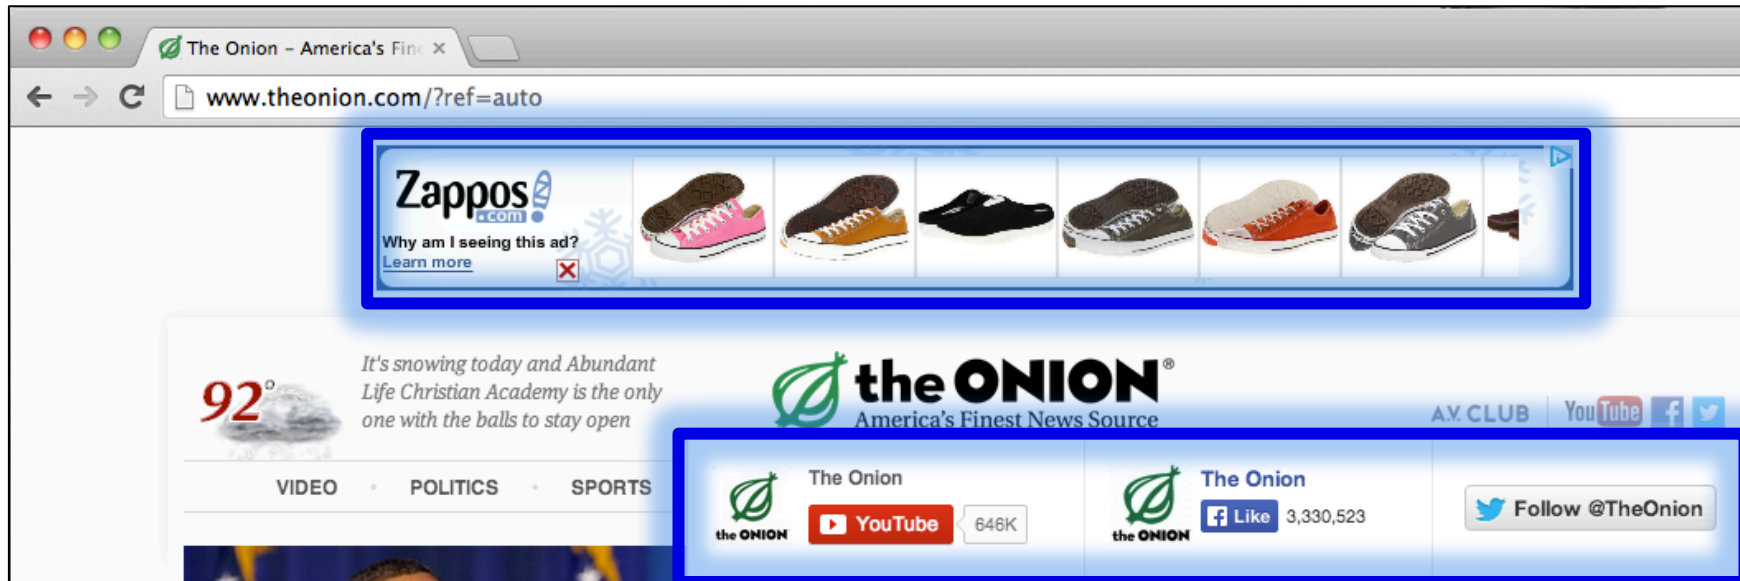 The Onion – America's Fine
www.theonion.com/?ref=auto
Zappos
.com
Why am I seeing this ad?
Learn more
92°
It's snowing today and Abundant
Life Christian Academy is the only
one with the balls to stay open
the ONION®
America's Finest News Source
A.V. CLUB
YouTube
VIDEO • POLITICS • SPORTS
the ONION
The Onion
YouTube 646K
the ONION
The Onion
Like 3,330,523
Follow @TheOnion